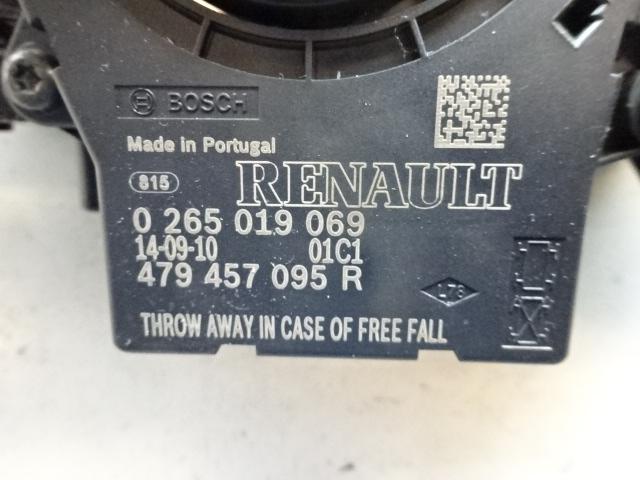 BOSCH
Made in Portugal
815
RENAULT
0 265 019 069
14-09-10 01C1
479 457 095 R
L78
THROW AWAY IN CASE OF FREE FALL